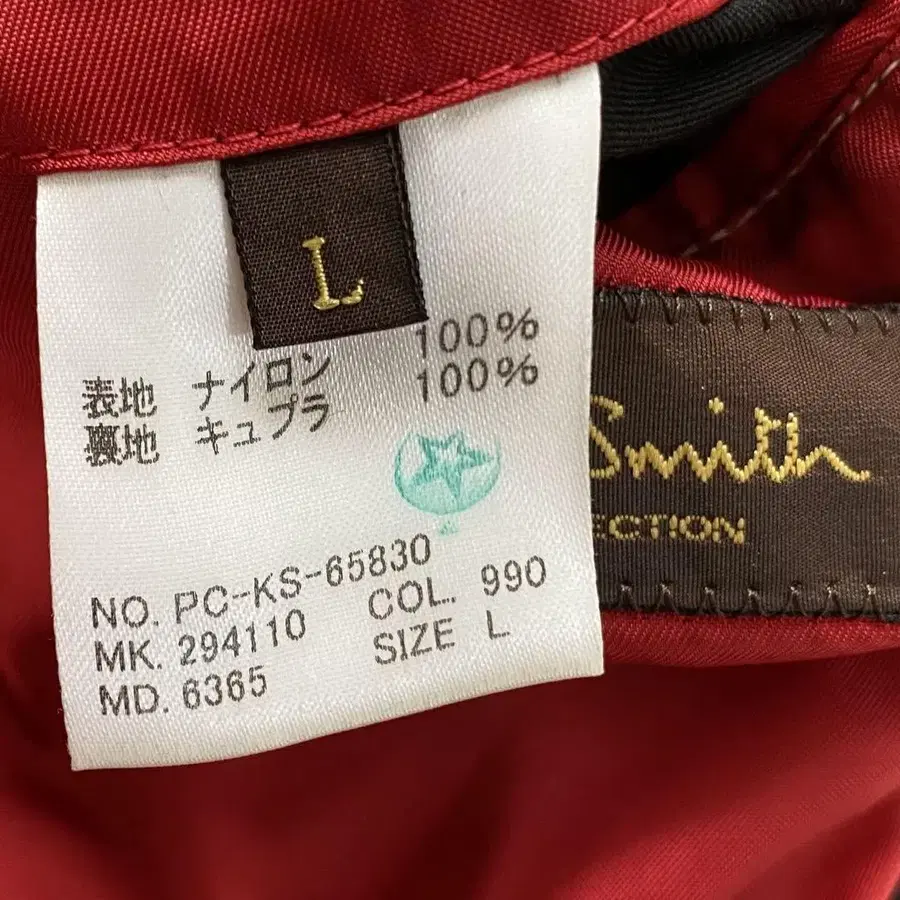 L
表地 ナイロン 100%
裏地 キュプラ 100%
Smith
ECTION
NO. PC-KS-65830
MK. 294110 COL. 990
MD. 6365 SIZE L